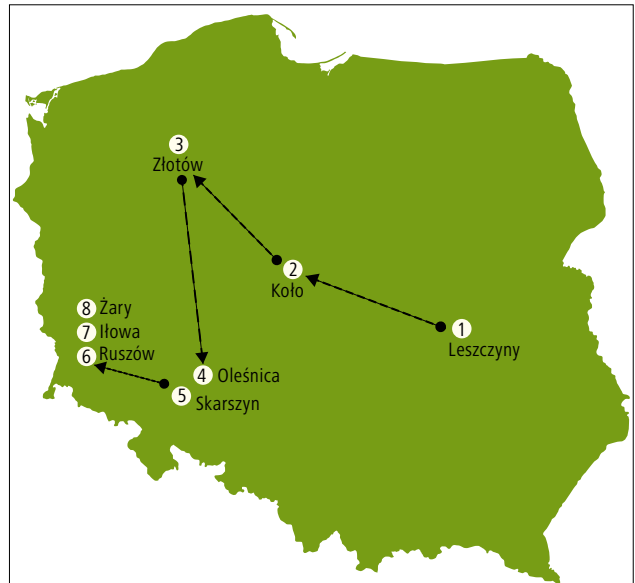 3
Złotów
2
Koło
8 Żary
7 Iłowa
6 Ruszów
1
Leszczyny
4 Oleśnica
5 Skarszyn